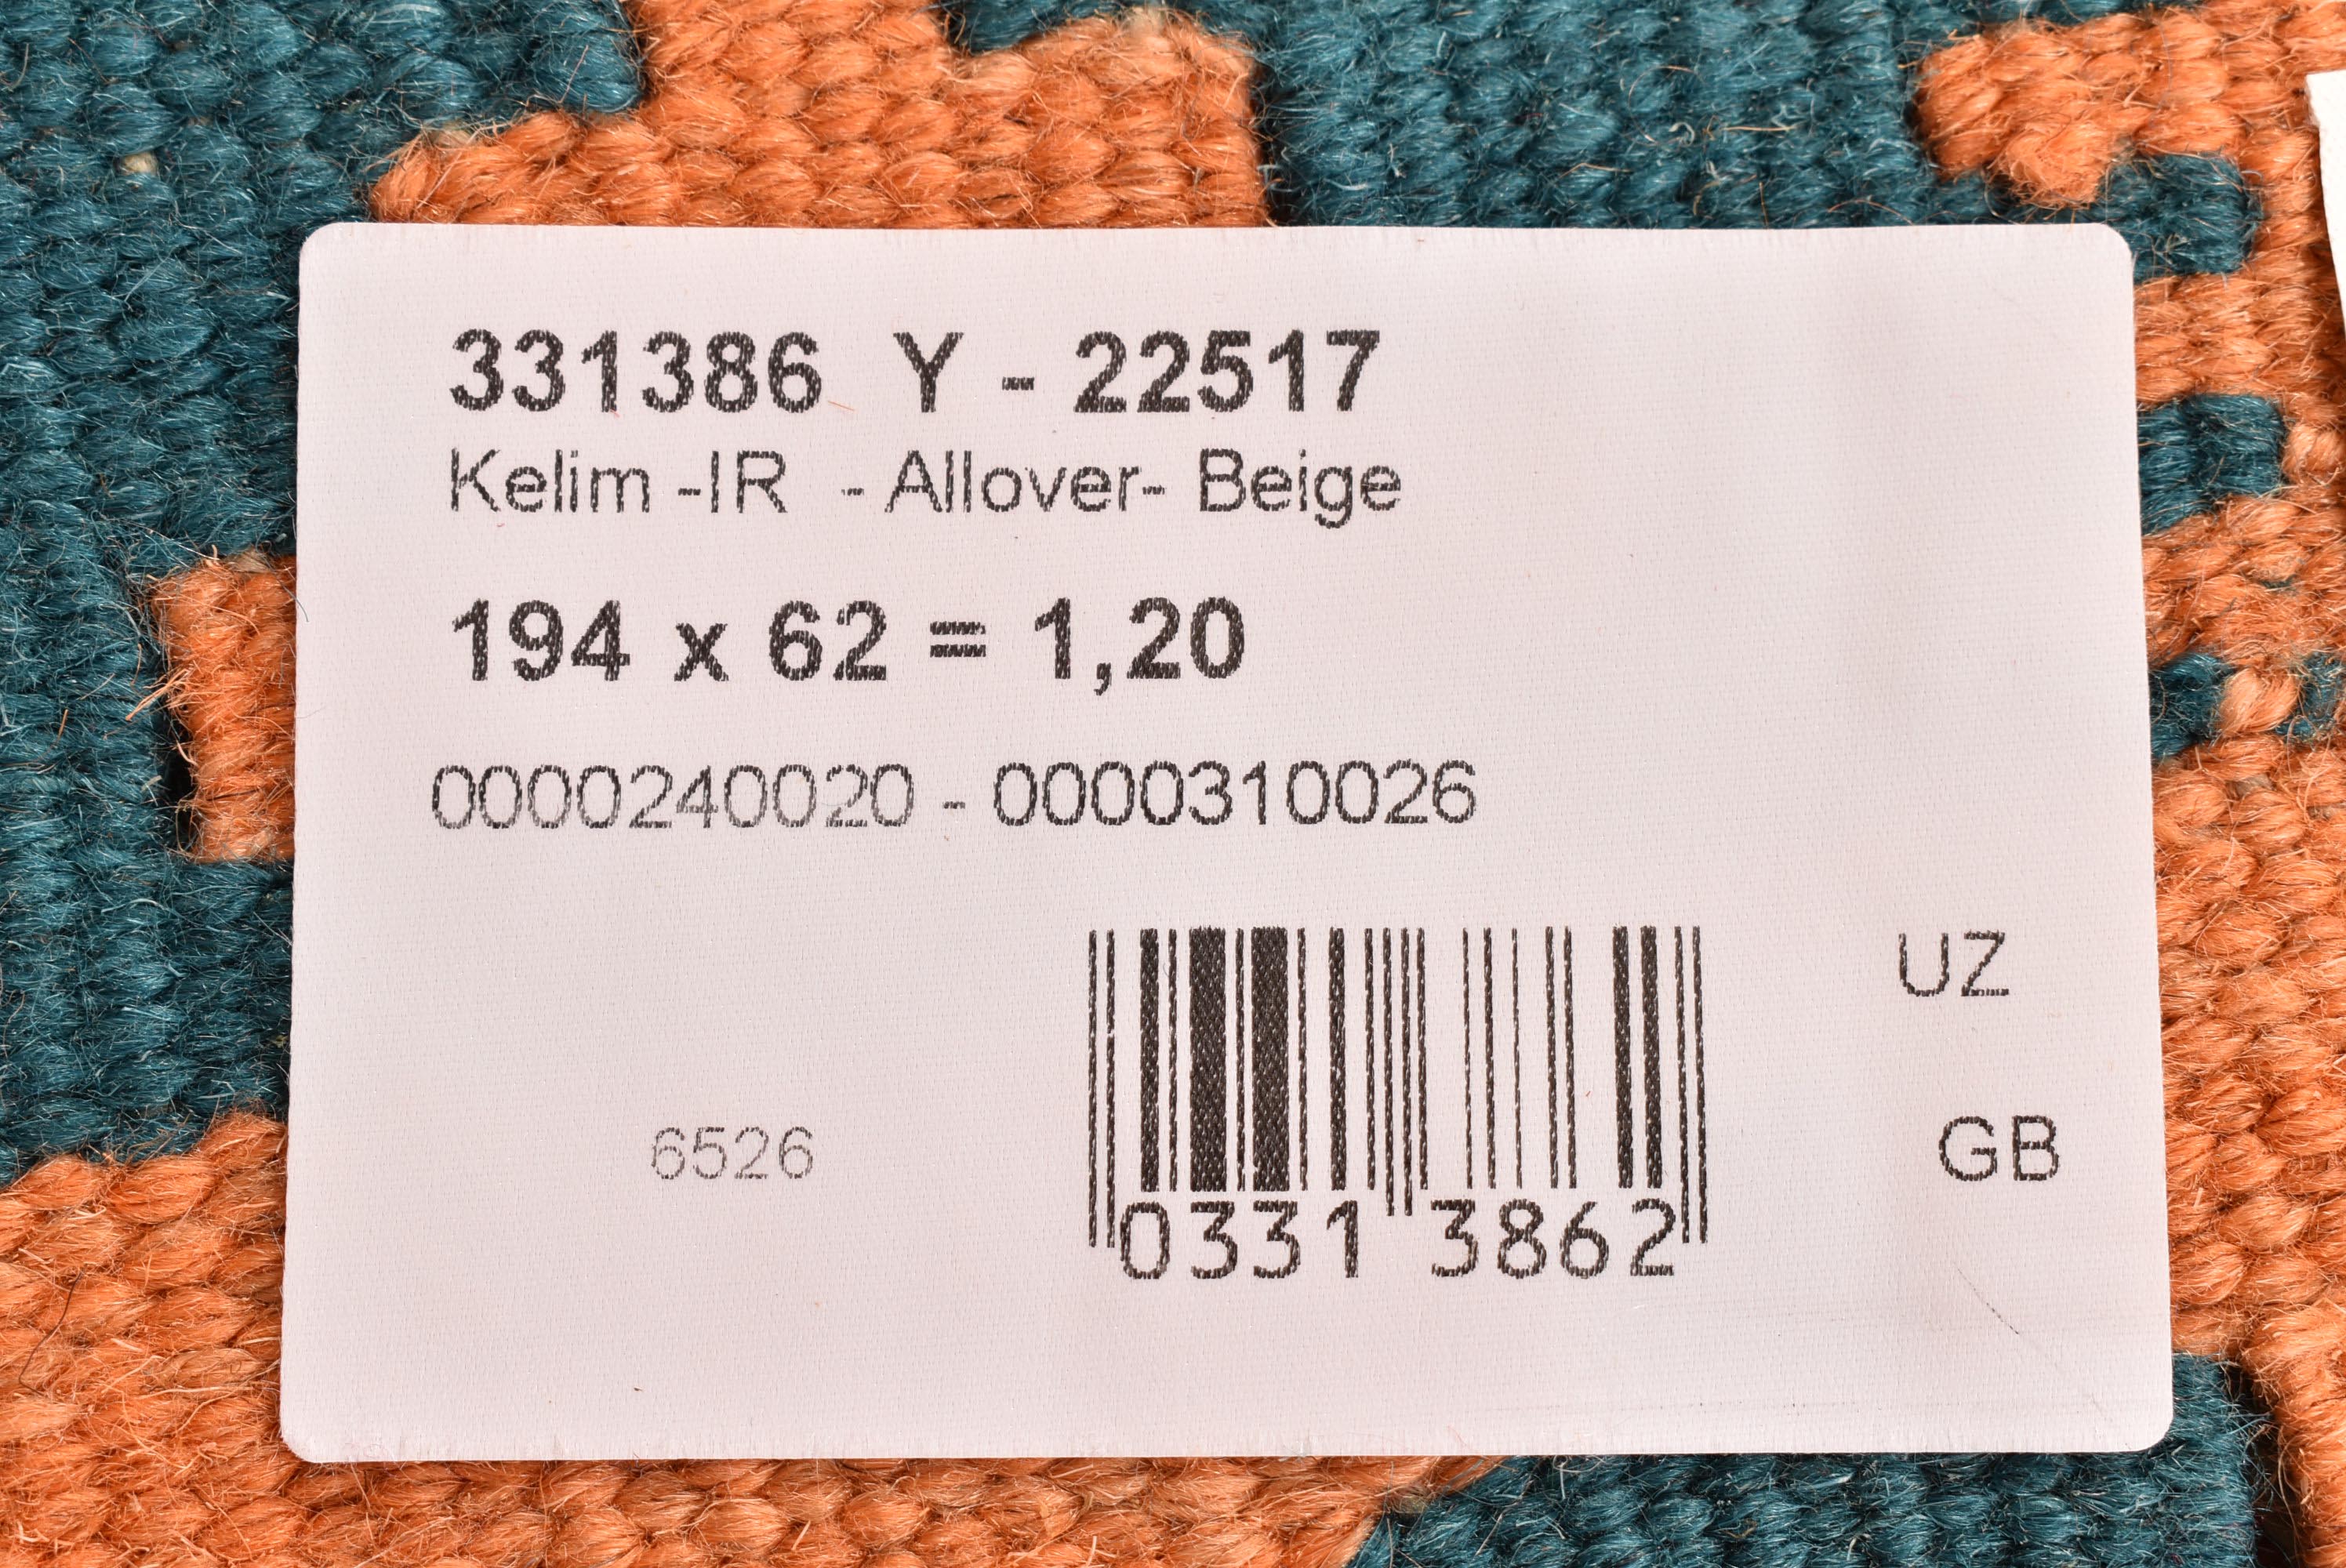 331386 Y - 22517
Kelim -IR - Allover- Beige
194 x 62 = 1,20
0000240020 - 0000310026
UZ
6526
GB
0331 3862